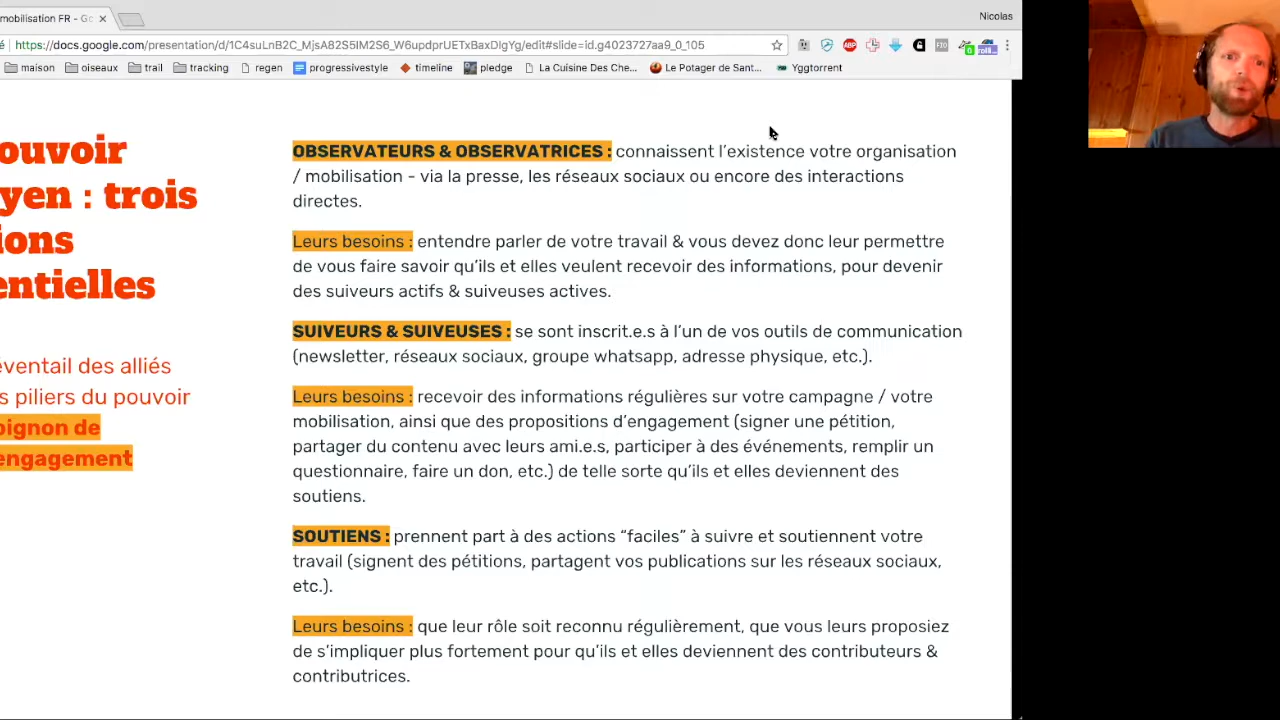 mobilisation FR - Go
Nicolas
https://docs.google.com/presentation/d/1C4suLnB2C_MjsA82S5IM2S6_W6updprUETxBaxDIgYg/edit#slide=id.g4023727aa9_0_105
maison oiseaux trail tracking regen progressivestyle timeline pledge La Cuisine Des Che... Le Potager de Sant... Yggtorrent
ouvoir
yen : trois
ions
entielles
éventail des alliés
s piliers du pouvoir
oignon de
engagement
OBSERVATEURS & OBSERVATRICES : connaissent l’existence votre organisation
/ mobilisation - via la presse, les réseaux sociaux ou encore des interactions
directes.
Leurs besoins : entendre parler de votre travail & vous devez donc leur permettre
de vous faire savoir qu’ils et elles veulent recevoir des informations, pour devenir
des suiveurs actifs & suiveuses actives.
SUIVEURS & SUIVEUSES : se sont inscrit.e.s à l’un de vos outils de communication
(newsletter, réseaux sociaux, groupe whatsapp, adresse physique, etc.).
Leurs besoins : recevoir des informations régulières sur votre campagne / votre
mobilisation, ainsi que des propositions d’engagement (signer une pétition,
partager du contenu avec leurs ami.e.s, participer à des événements, remplir un
questionnaire, faire un don, etc.) de telle sorte qu’ils et elles deviennent des
soutiens.
SOUTIENS : prennent part à des actions “faciles” à suivre et soutiennent votre
travail (signent des pétitions, partagent vos publications sur les réseaux sociaux,
etc.).
Leurs besoins : que leur rôle soit reconnu régulièrement, que vous leurs proposiez
de s’impliquer plus fortement pour qu’ils et elles deviennent des contributeurs &
contributrices.